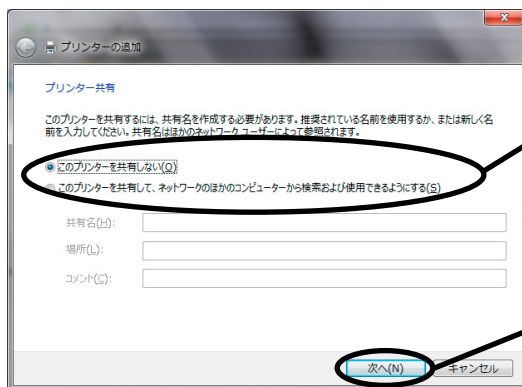 プリンターの追加
プリンター共有
このプリンターを共有するには、共有名を作成する必要があります。推奨されている名前を使用するか、または新しく名
前を入力してください。共有名はほかのネットワーク ユーザーによって参照されます。
このプリンターを共有しない(O)
このプリンターを共有して、ネットワークのほかのコンピューターから検索および使用できるようにする(S)
共有名(H):
場所(L):
コメント(C):
次へ(N)
キャンセル